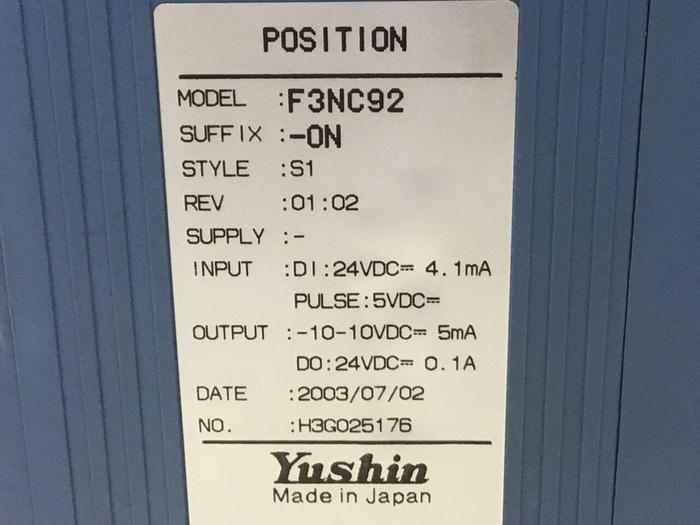 POSITION
MODEL :F3NC92
SUFFIX :-0N
STYLE :S1
REV :01:02
SUPPLY :-
INPUT :DI:24VDC⎓ 4.1mA
PULSE:5VDC⎓
OUTPUT :-10-10VDC⎓ 5mA
DO:24VDC⎓ 0.1A
DATE :2003/07/02
NO. :H3G025176
Yushin
Made in Japan